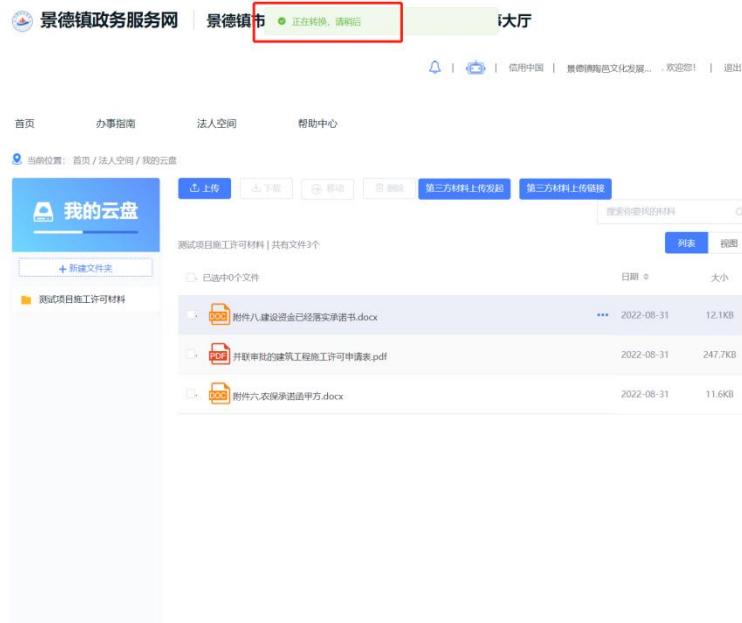 景德镇政务服务网 景德镇市 正在转换，请稍后 事大厅
信用中国 景德镇陶邑文化发展... ，欢迎您！ 退出
首页 办事指南 法人空间 帮助中心
当前位置： 首页 / 法人空间 / 我的云盘
我的云盘
上传 下载 移动 删除 第三方材料上传发起 第三方材料上传链接
搜索你要找的材料
测试项目施工许可材料 | 共有文件3个 列表 视图
+ 新建文件夹
已选中0个文件 日期 大小
测试项目施工许可材料
DOC 附件八.建设资金已经落实承诺书.docx ••• 2022-08-31 12.1KB
PDF 并联审批的建筑工程施工许可申请表.pdf 2022-08-31 247.7KB
DOC 附件六.农保承诺函甲方.docx 2022-08-31 11.6KB